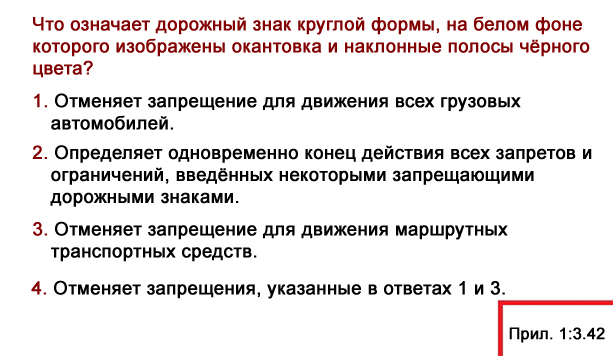 Что означает дорожный знак круглой формы, на белом фоне
которого изображены окантовка и наклонные полосы чёрного
цвета?
1. Отменяет запрещение для движения всех грузовых
автомобилей.
2. Определяет одновременно конец действия всех запретов и
ограничений, введённых некоторыми запрещающими
дорожными знаками.
3. Отменяет запрещение для движения маршрутных
транспортных средств.
4. Отменяет запрещения, указанные в ответах 1 и 3.
Прил. 1:3.42